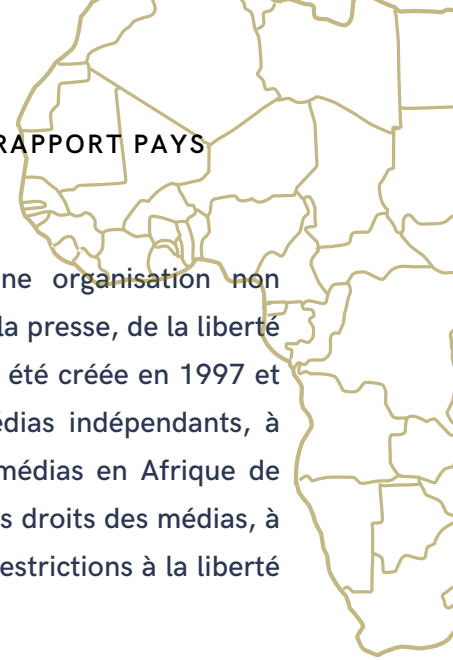 RAPPORT PAYS
ne organisation non
la presse, de la liberté
été créée en 1997 et
édias indépendants, à
médias en Afrique de
s droits des médias, à
estrictions à la liberté